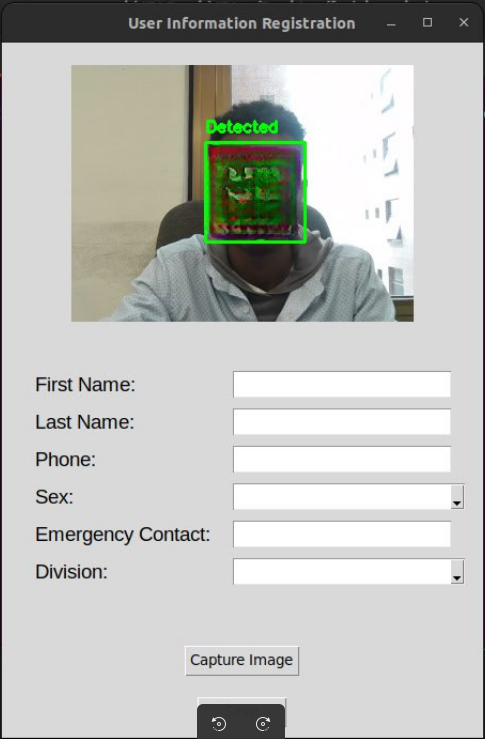 User Information Registration
Detected
First Name:
Last Name:
Phone:
Sex:
Emergency Contact:
Division:
Capture Image